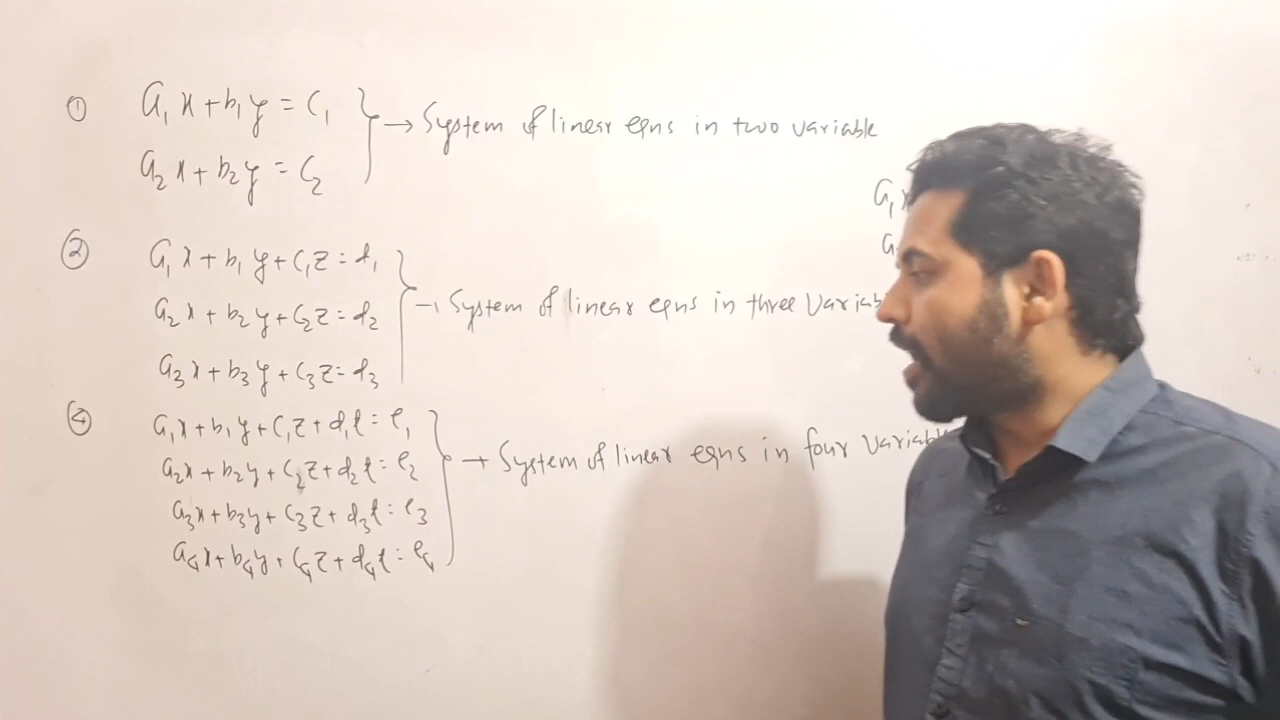 ① a₁x+b₁y = c₁
a₂x+b₂y = c₂
→ System of linear eqns in two variable
a₁x
② a₁x+b₁y+c₁z=d₁
a₂x+b₂y+c₂z=d₂
a₃x+b₃y+c₃z=d₃
→ System of linear eqns in three variab
④ a₁x+b₁y+c₁z+d₁t=e₁
a₂x+b₂y+c₂z+d₂t=e₂
a₃x+b₃y+c₃z+d₃t=e₃
a₄x+b₄y+c₄z+d₄t=e₄
→ System of linear eqns in four variabl